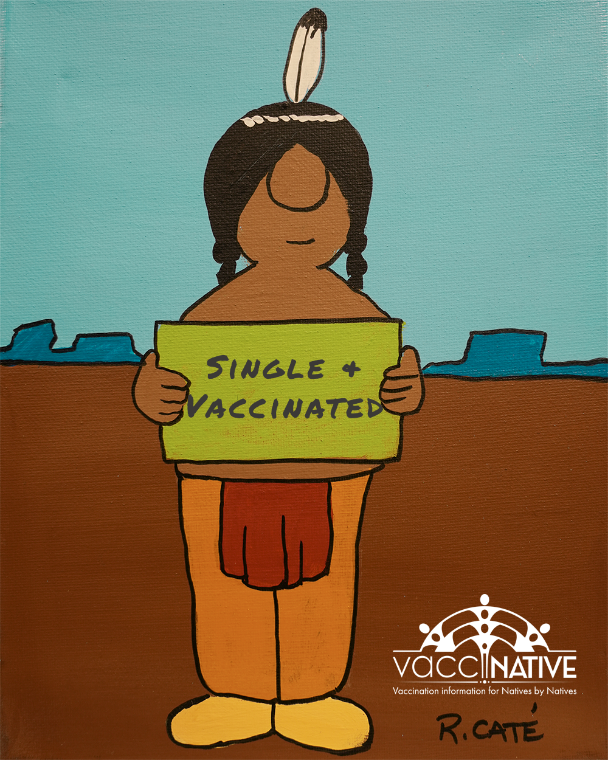 SINGLE +
VACCINATED
VACCINATIVE
Vaccination information for Natives by Natives
R. CATÉ